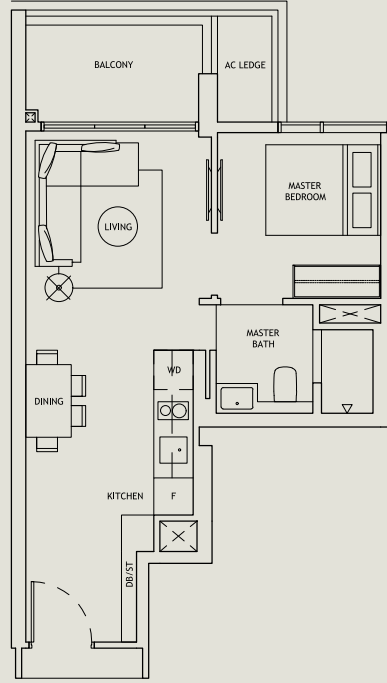 BALCONY
AC LEDGE
MASTER
BEDROOM
LIVING
MASTER
BATH
WD
DINING
KITCHEN
F
DB/ST